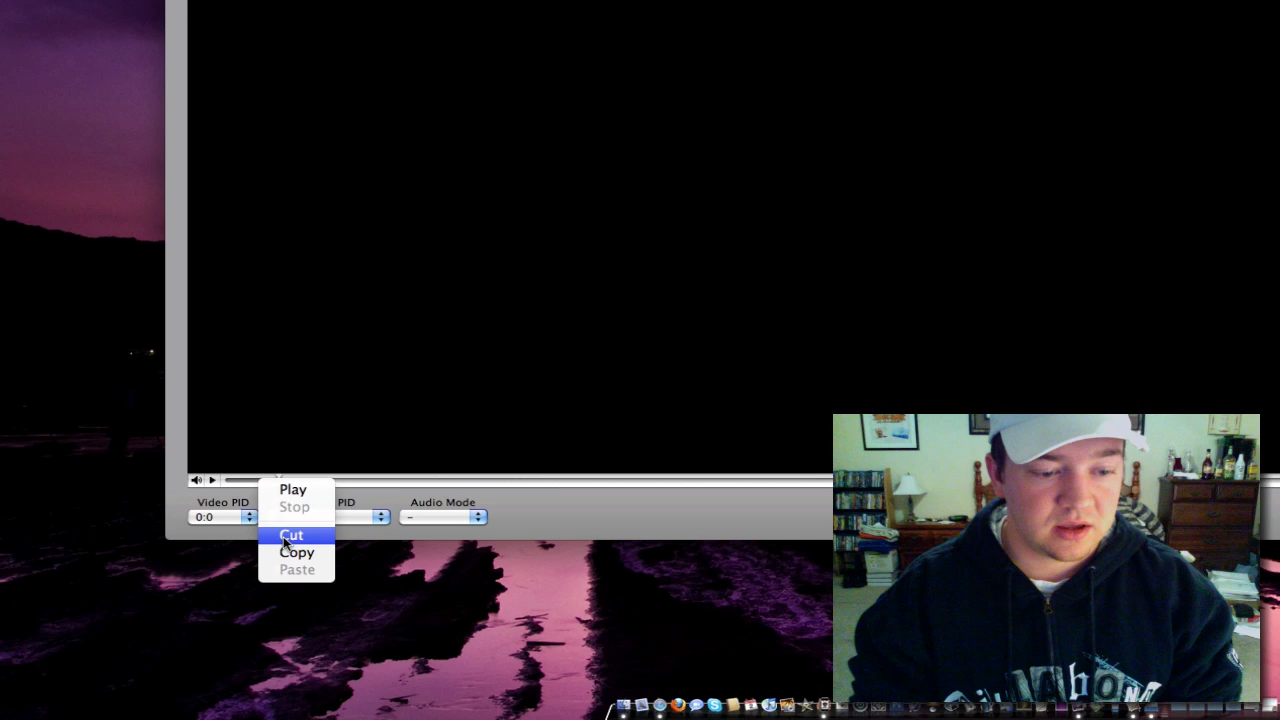 Play
Stop
Cut
Copy
Paste
Video PID
PID
Audio Mode
0:0
-